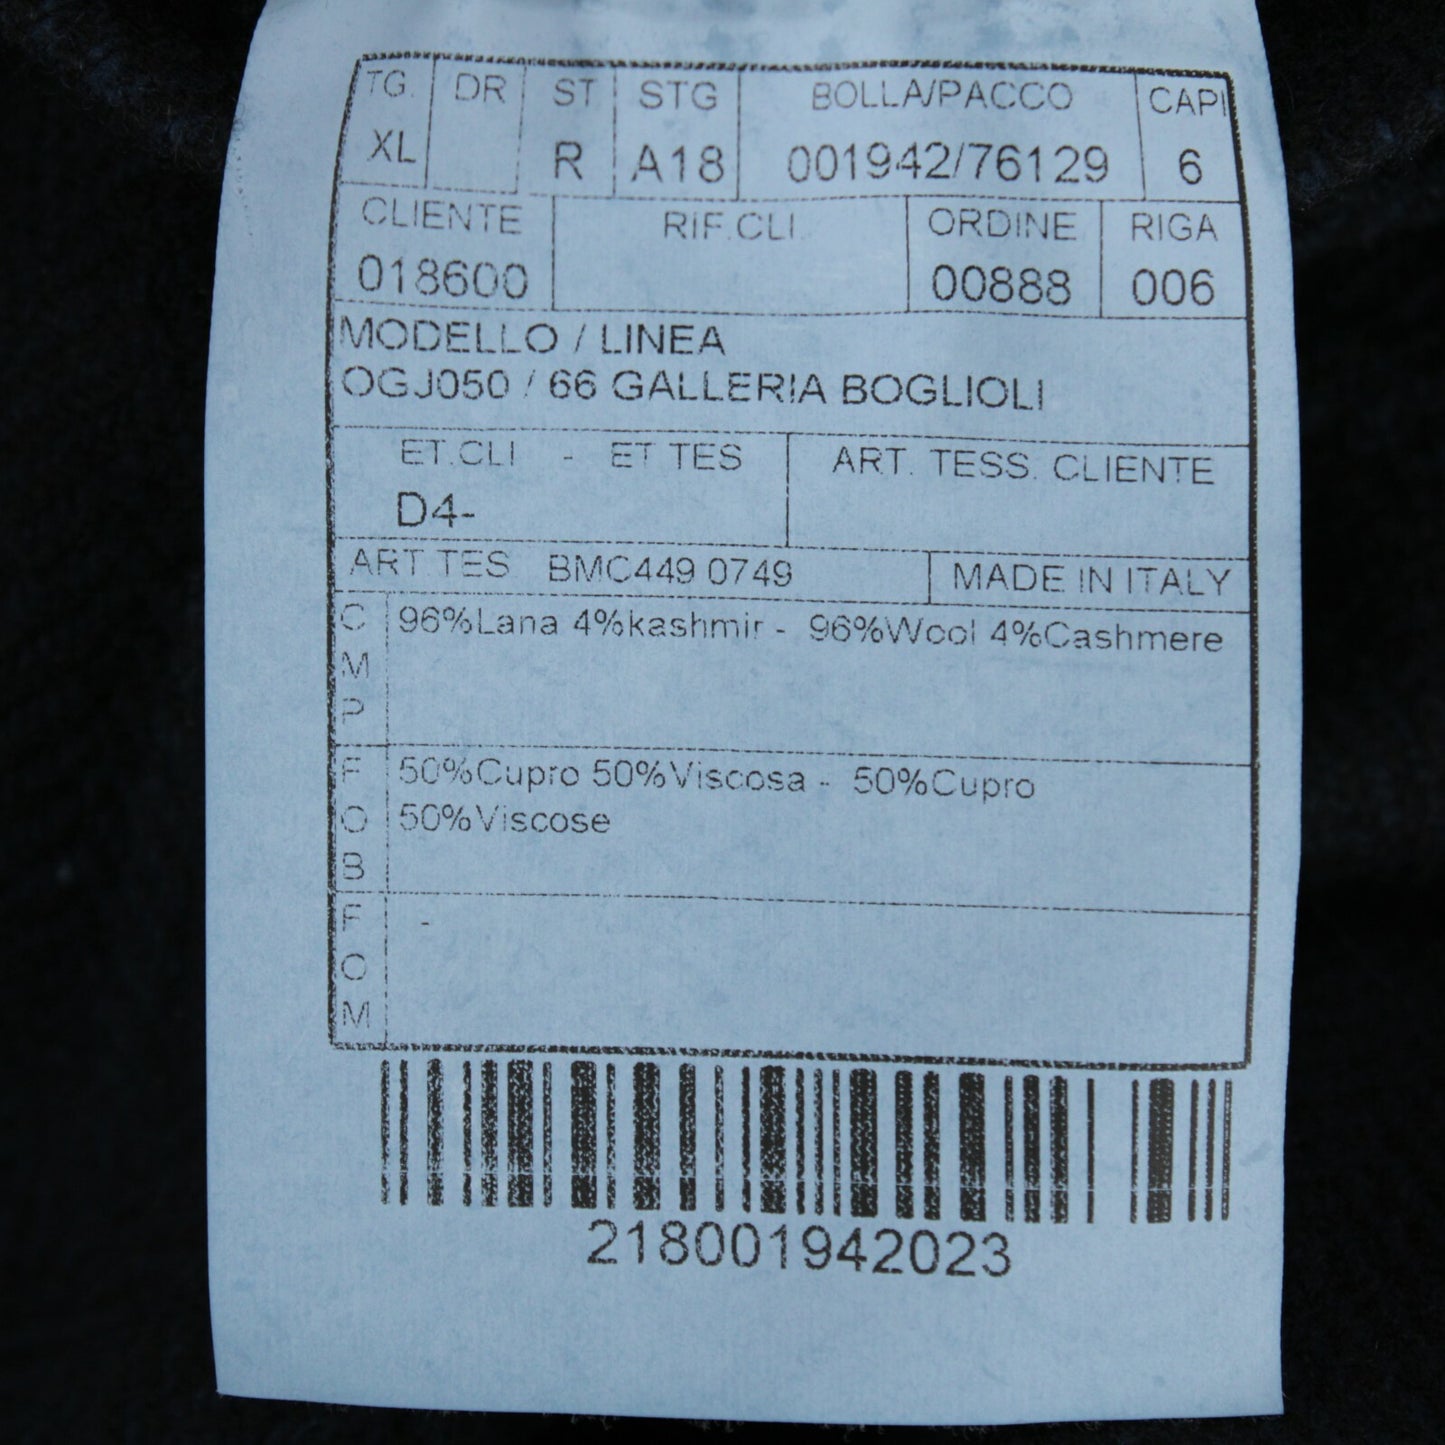 TG. DR ST STG BOLLA/PACCO CAPI
XL R A18 001942/76129 6
CLIENTE RIF.CLI. ORDINE RIGA
018600 00888 006
MODELLO / LINEA
OGJ050 / 66 GALLERIA BOGLIOLI
ET.CLI - ET TES ART. TESS. CLIENTE
D4-
ART TES BMC449 0749 MADE IN ITALY
CMP 96%Lana 4%kashmir - 96%Wool 4%Cashmere
FOB 50%Cupro 50%Viscosa - 50%Cupro
50%Viscose
FOM -
218001942023